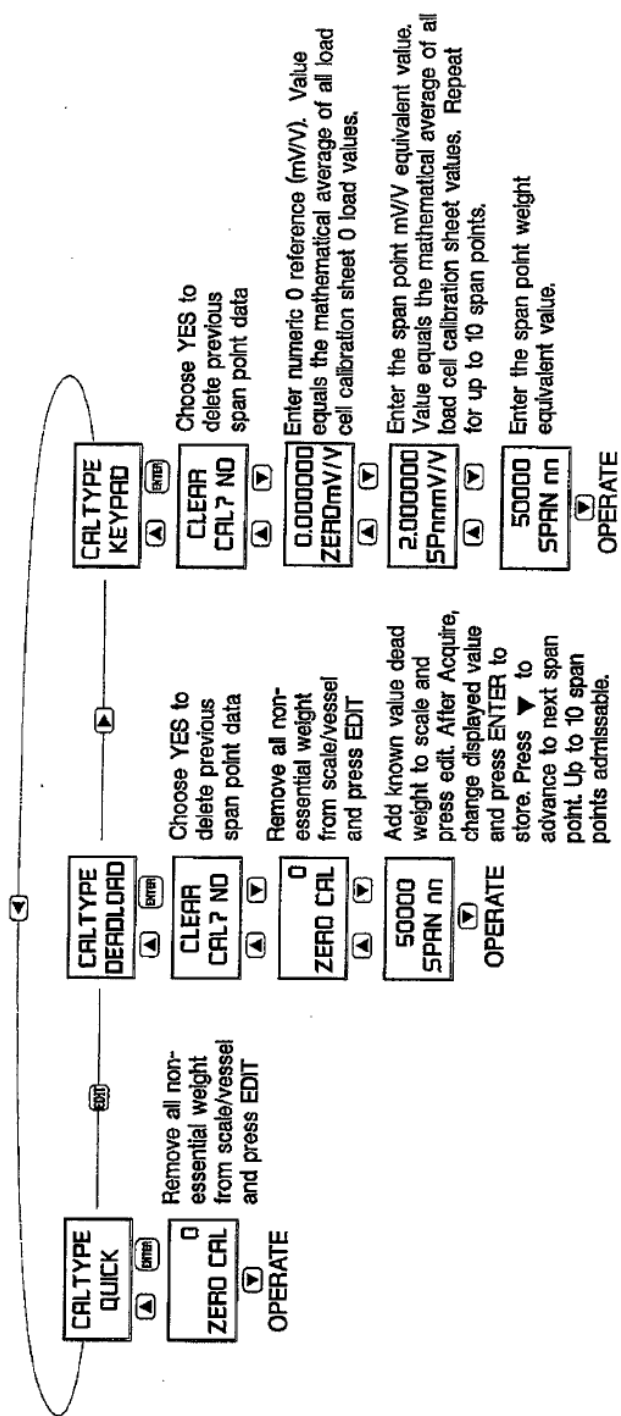 CALTYPE
QUICK
ENTER
0
ZERO CAL
OPERATE
Remove all non-
essential weight
from scale/vessel
and press EDIT
EDIT
CALTYPE
DEADLOAD
ENTER
CLEAR
CAL? NO
Choose YES to
delete previous
span point data
0
ZERO CAL
Remove all non-
essential weight
from scale/vessel
and press EDIT
50000
SPAN nn
OPERATE
Add known value dead
weight to scale and
press edit. After Acquire,
change displayed value
and press ENTER to
store. Press ▼ to
advance to next span
point. Up to 10 span
points admissable.
CALTYPE
KEYPAD
ENTER
CLEAR
CAL? NO
Choose YES to
delete previous
span point data
0.000000
ZEROmV/V
Enter numeric 0 reference (mV/V). Value
equals the mathematical average of all load
cell calibration sheet 0 load values.
2.000000
SPnnmV/V
Enter the span point mV/V equivalent value.
Value equals the mathematical average of all
load cell calibration sheet values. Repeat
for up to 10 span points.
50000
SPAN nn
Enter the span point weight
equivalent value.
OPERATE